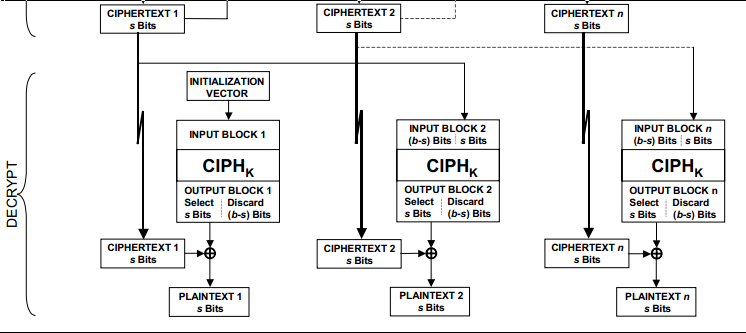 CIPHERTEXT 1
s Bits
CIPHERTEXT 2
s Bits
CIPHERTEXT n
s Bits
DECRYPT
INITIALIZATION
VECTOR
INPUT BLOCK 1
CIPHK
OUTPUT BLOCK 1
Select Discard
s Bits (b-s) Bits
INPUT BLOCK 2
(b-s) Bits s Bits
CIPHK
OUTPUT BLOCK 2
Select Discard
s Bits (b-s) Bits
INPUT BLOCK n
(b-s) Bits s Bits
CIPHK
OUTPUT BLOCK n
Select Discard
s Bits (b-s) Bits
CIPHERTEXT 1
s Bits
CIPHERTEXT 2
s Bits
CIPHERTEXT n
s Bits
PLAINTEXT 1
s Bits
PLAINTEXT 2
s Bits
PLAINTEXT n
s Bits